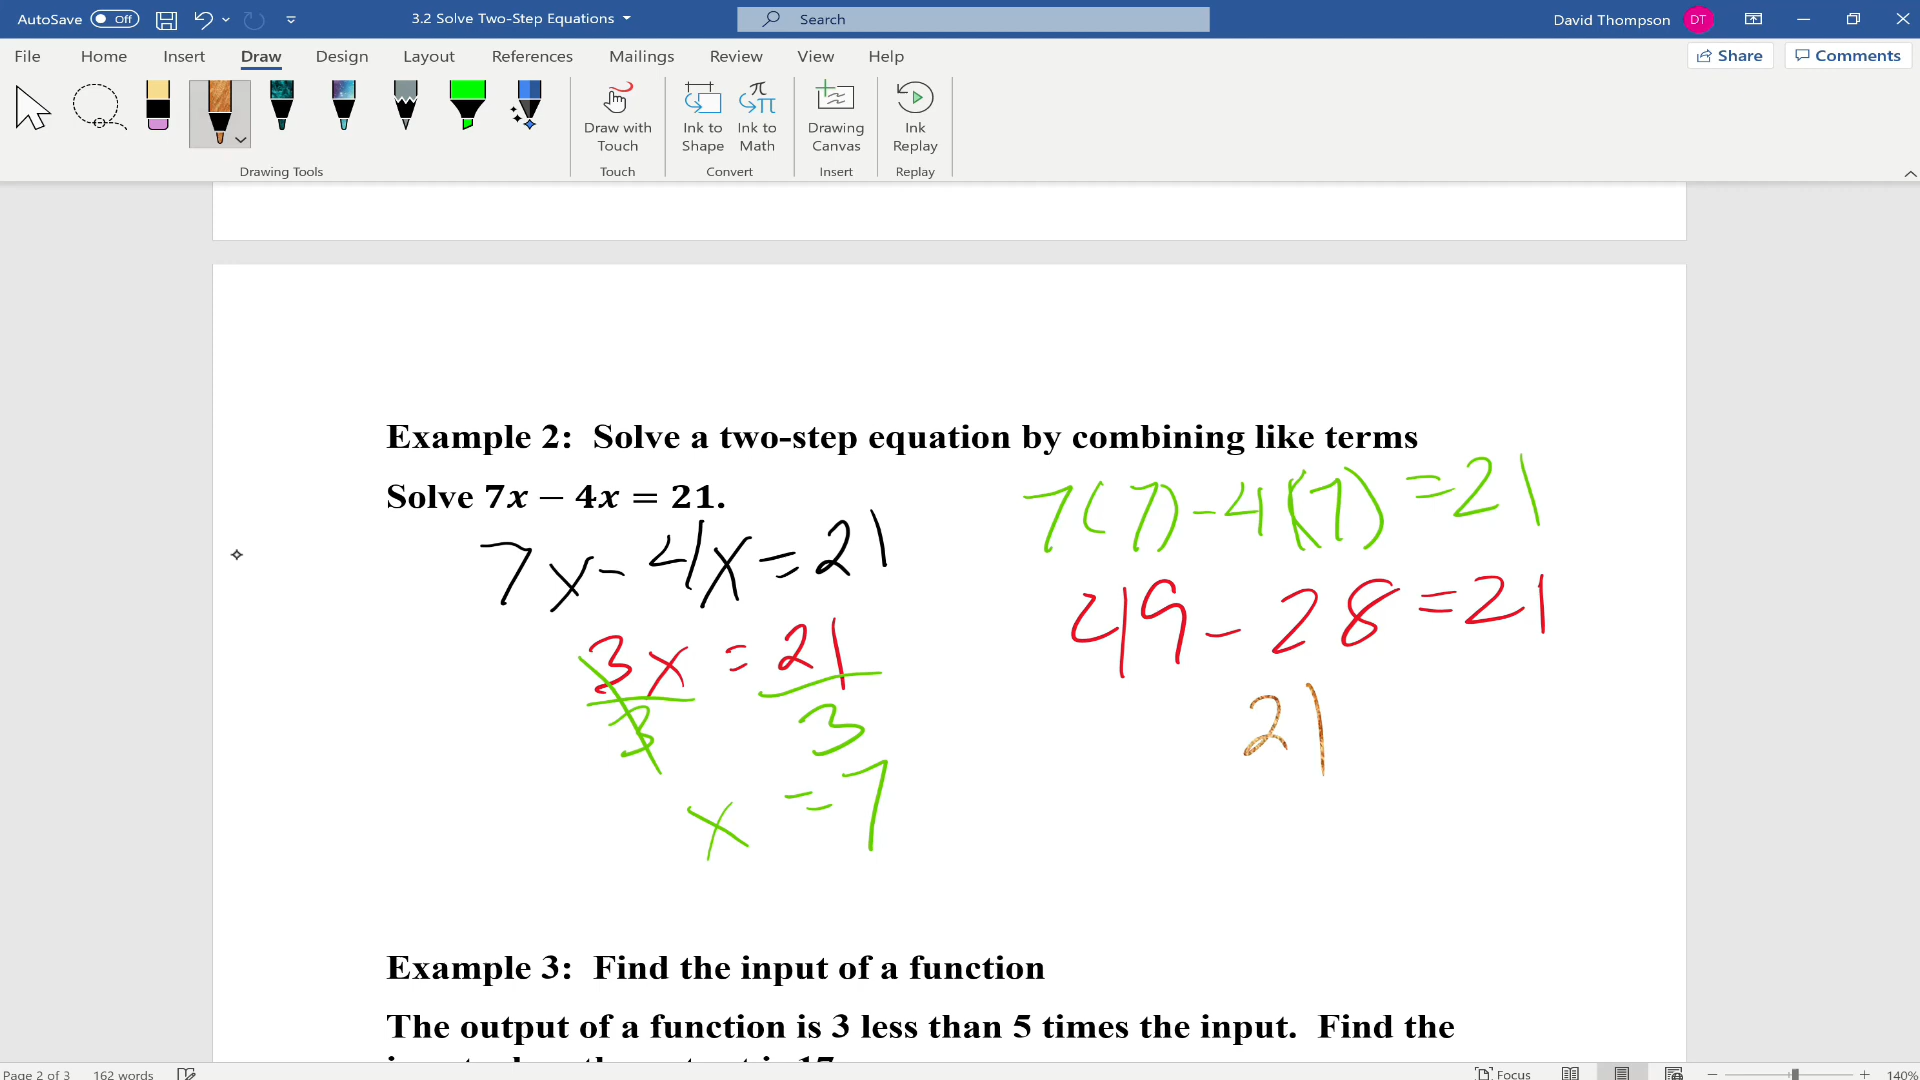 AutoSave Off 3.2 Solve Two-Step Equations Search David Thompson DT
File Home Insert Draw Design Layout References Mailings Review View Help Share Comments
Draw with Touch
Ink to Shape
Ink to Math
Drawing Canvas
Ink Replay
Drawing Tools Touch Convert Insert Replay
Example 2: Solve a two-step equation by combining like terms
Solve 7x − 4x = 21.
7x - 4x = 21
3x = 21
3 3
x = 7
7(7) - 4(7) = 21
49 - 28 = 21
21
Example 3: Find the input of a function
The output of a function is 3 less than 5 times the input. Find the
Page 2 of 3 162 words Focus 140%